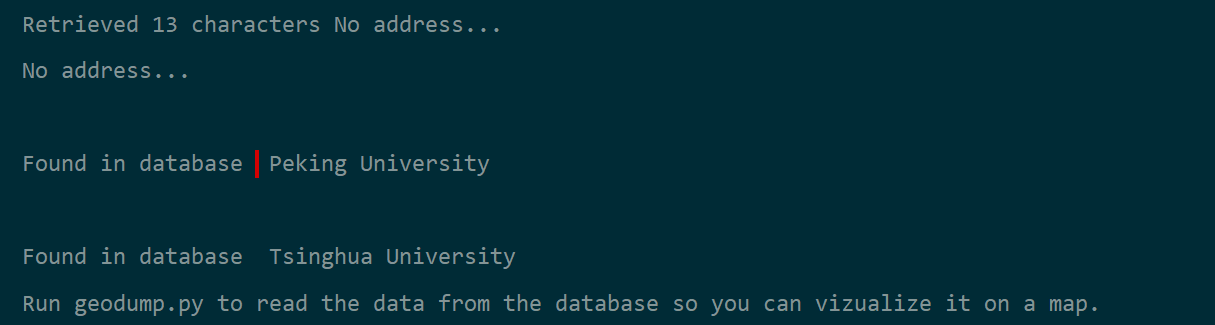 Retrieved 13 characters No address...
No address...
Found in database  Peking University
Found in database  Tsinghua University
Run geodump.py to read the data from the database so you can vizualize it on a map.